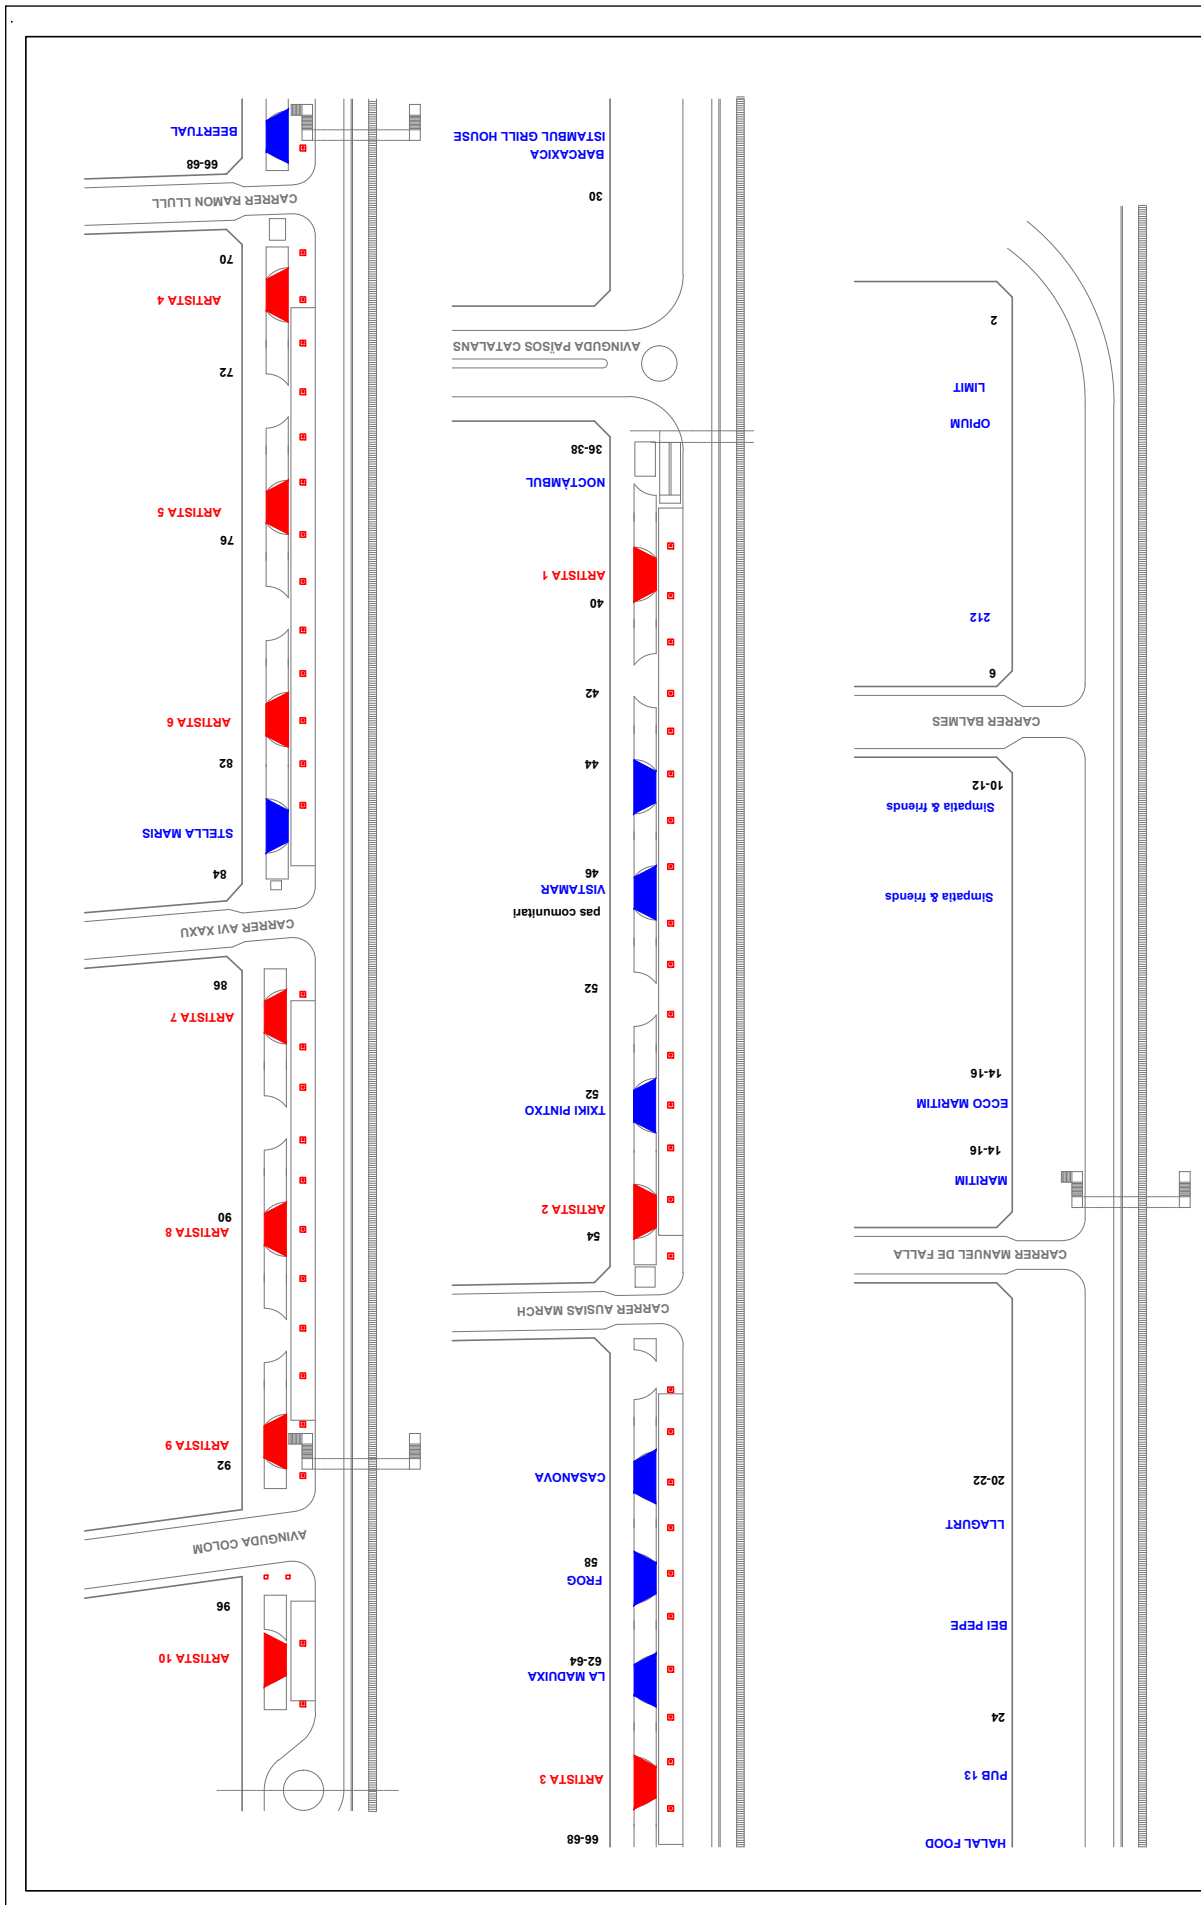 HALAL FOOD
PUB 13
24
BEI PEPE
LLAGURT
20-22
CARRER MANUEL DE FALLA
MARITIM
14-16
ECCO MARITIM
14-16
Simpatia & friends
Simpatia & friends
10-12
CARRER BALMES
6
212
OPIUM
LIMIT
2
66-68
ARTISTA 3
LA MADUIXA
62-64
FROG
58
CASANOVA
CARRER AUSIAS MARCH
54
ARTISTA 2
TXIKI PINTXO
52
52
pas comunitari
VISTAMAR
46
44
42
40
ARTISTA 1
NOCTÀMBUL
36-38
AVINGUDA PAÏSOS CATALANS
30
BARCAXICA
ISTAMBUL GRILL HOUSE
ARTISTA 10
96
AVINGUDA COLOM
92
ARTISTA 9
ARTISTA 8
90
ARTISTA 7
86
CARRER AVI XAXU
84
STELLA MARIS
82
ARTISTA 6
76
ARTISTA 5
72
ARTISTA 4
70
CARRER RAMON LLULL
66-68
BEERTUAL